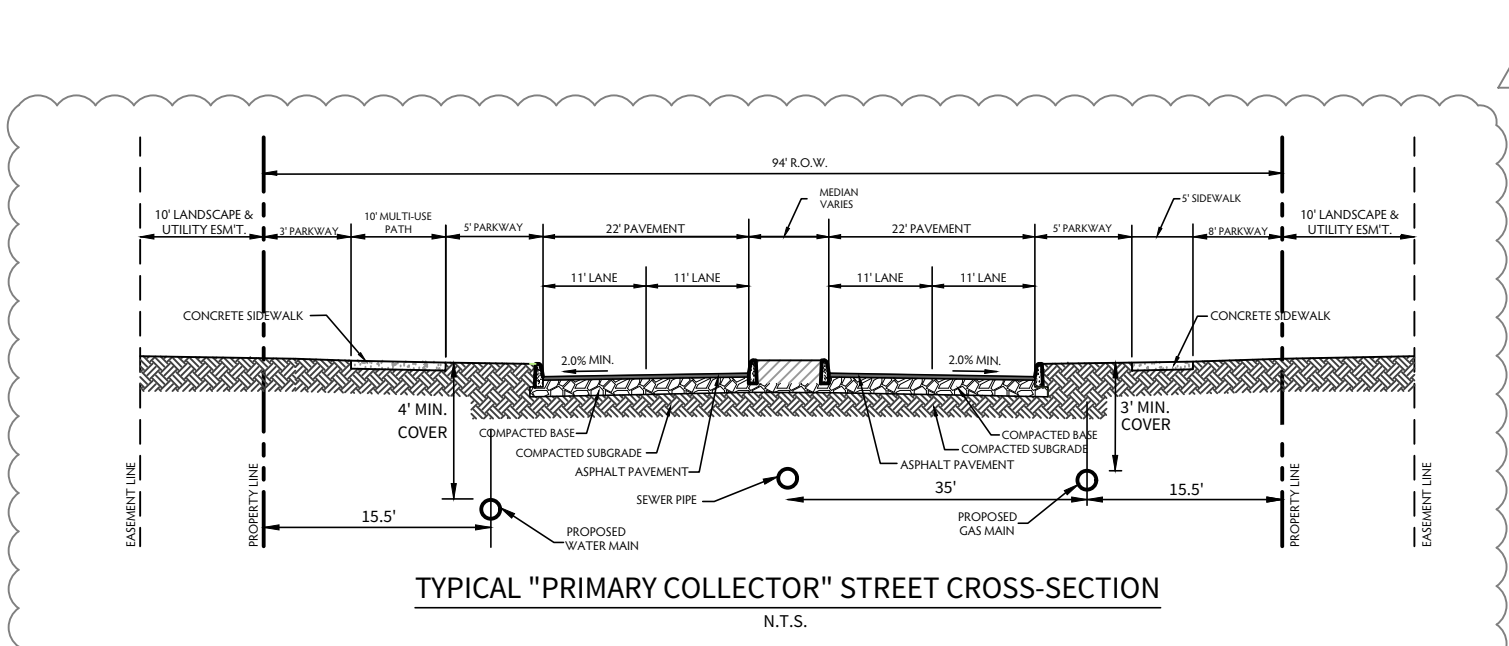 94' R.O.W.
MEDIAN
VARIES
5' SIDEWALK
10' LANDSCAPE &
UTILITY ESM'T.
3' PARKWAY
10' MULTI-USE
PATH
5' PARKWAY
22' PAVEMENT
22' PAVEMENT
5' PARKWAY
8' PARKWAY
10' LANDSCAPE &
UTILITY ESM'T.
11' LANE
11' LANE
11' LANE
11' LANE
CONCRETE SIDEWALK
CONCRETE SIDEWALK
2.0% MIN.
2.0% MIN.
4' MIN.
COVER
3' MIN.
COVER
COMPACTED BASE
COMPACTED SUBGRADE
ASPHALT PAVEMENT
COMPACTED BASE
COMPACTED SUBGRADE
ASPHALT PAVEMENT
SEWER PIPE
35'
15.5'
15.5'
PROPOSED
WATER MAIN
PROPOSED
GAS MAIN
EASEMENT LINE
PROPERTY LINE
PROPERTY LINE
EASEMENT LINE
TYPICAL "PRIMARY COLLECTOR" STREET CROSS-SECTION
N.T.S.